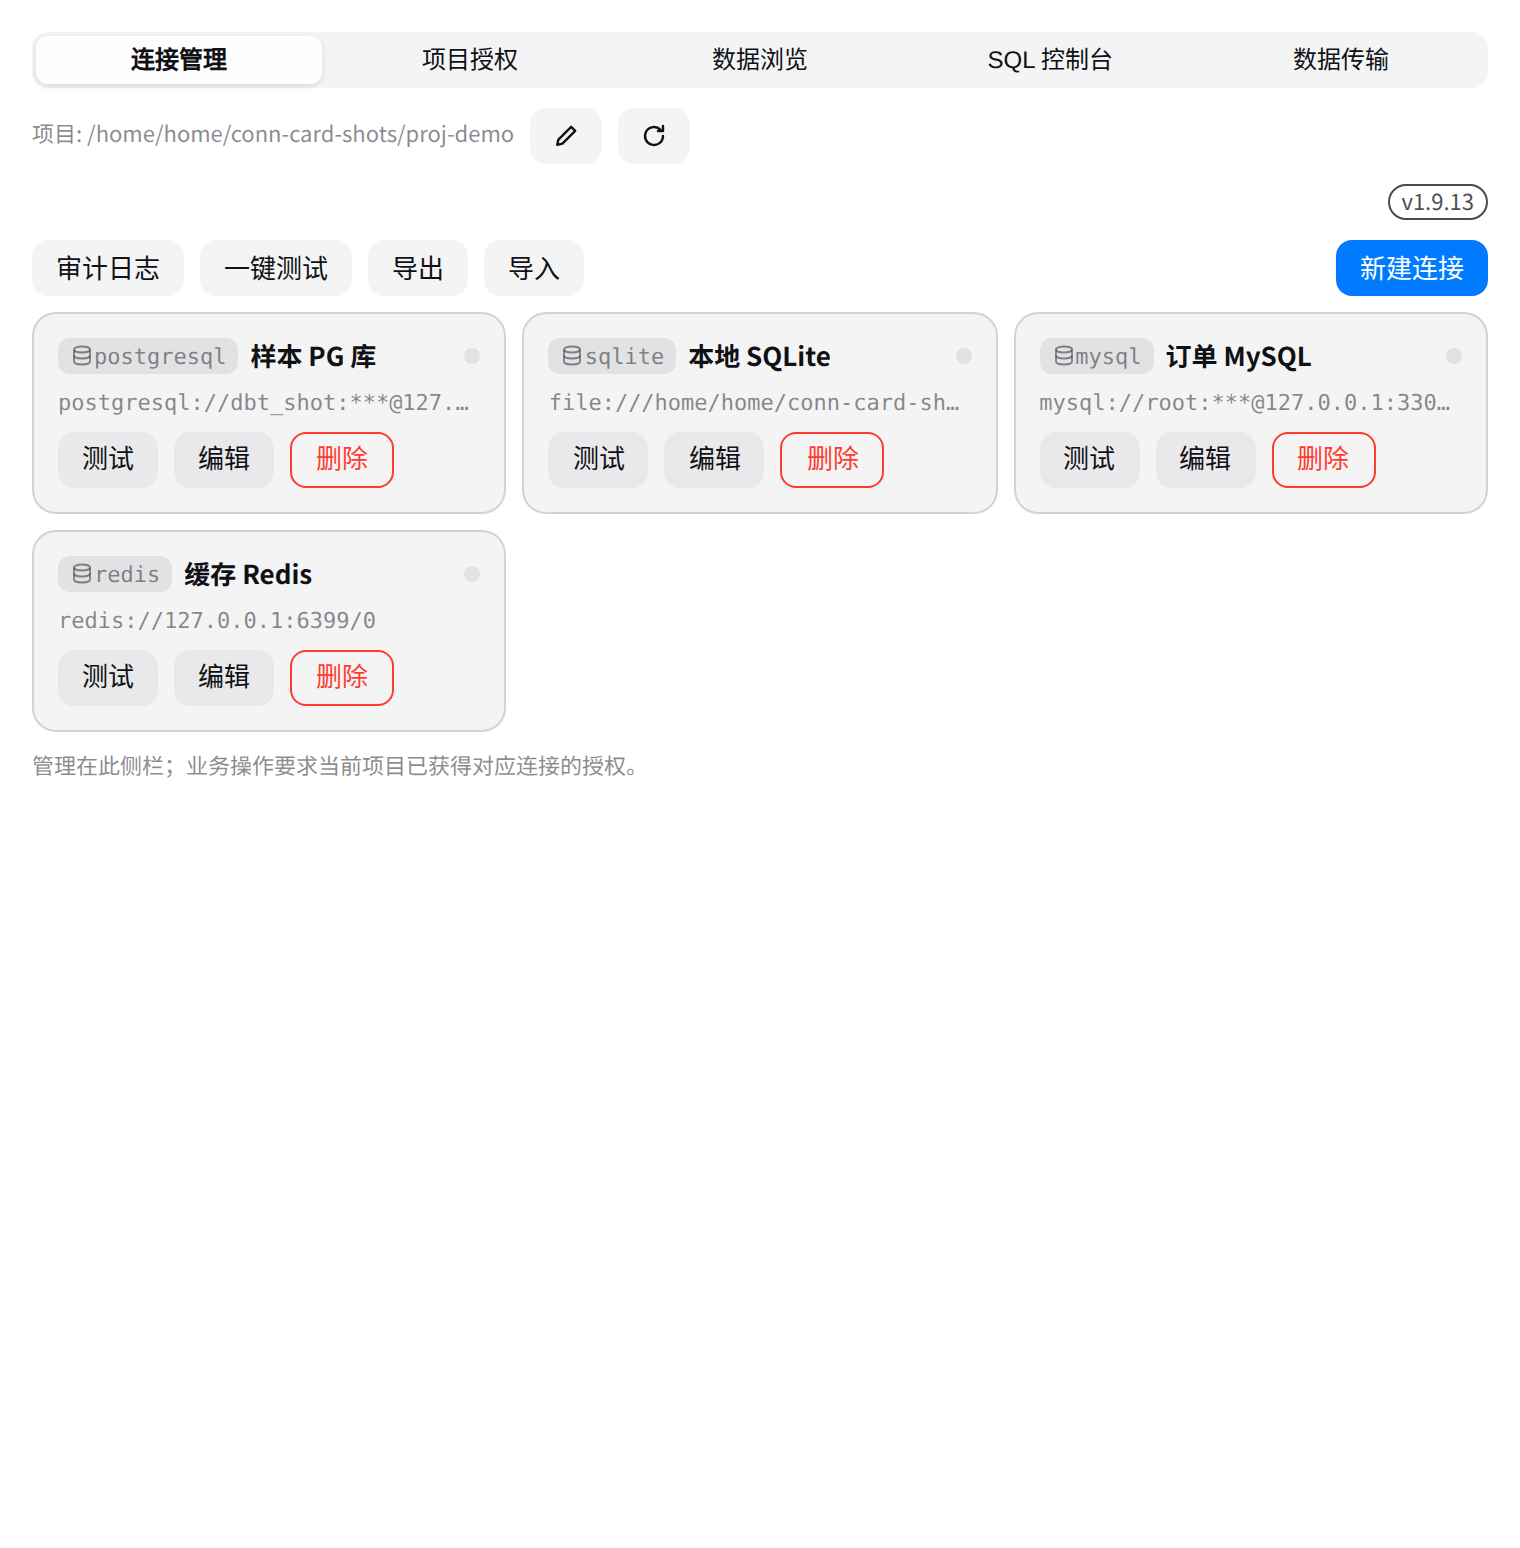 连接管理 项目授权 数据浏览 SQL 控制台 数据传输
项目: /home/home/conn-card-shots/proj-demo
v1.9.13
审计日志 一键测试 导出 导入 新建连接
postgresql 样本 PG 库
postgresql://dbt_shot:***@127.…
测试 编辑 删除
sqlite 本地 SQLite
file:///home/home/conn-card-sh…
测试 编辑 删除
mysql 订单 MySQL
mysql://root:***@127.0.0.1:330…
测试 编辑 删除
redis 缓存 Redis
redis://127.0.0.1:6399/0
测试 编辑 删除
管理在此侧栏；业务操作要求当前项目已获得对应连接的授权。